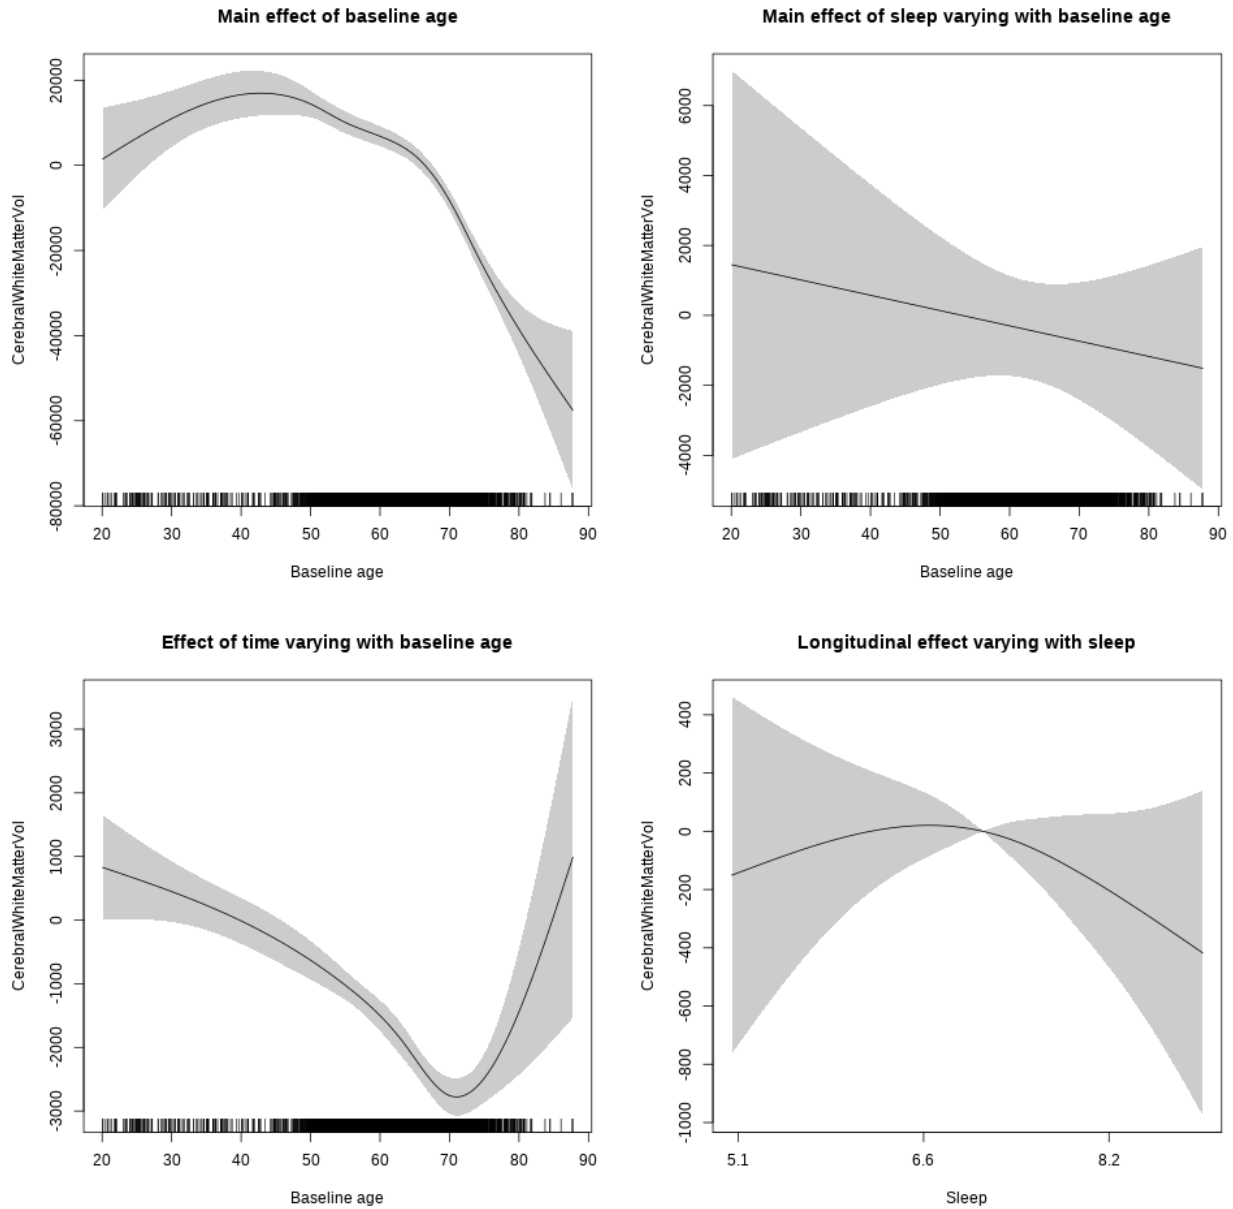 Main effect of baseline age
CerebralWhiteMatterVol
20000
0
-20000
-40000
-60000
-80000
20 30 40 50 60 70 80 90
Baseline age
Main effect of sleep varying with baseline age
CerebralWhiteMatterVol
6000
4000
2000
0
-2000
-4000
20 30 40 50 60 70 80 90
Baseline age
Effect of time varying with baseline age
CerebralWhiteMatterVol
3000
2000
1000
0
-1000
-2000
-3000
20 30 40 50 60 70 80 90
Baseline age
Longitudinal effect varying with sleep
CerebralWhiteMatterVol
400
200
0
-200
-400
-600
-800
-1000
5.1 6.6 8.2
Sleep